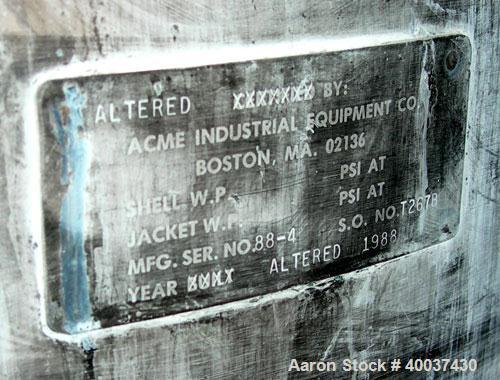 ALTERED XXXXXXX BY:
ACME INDUSTRIAL EQUIPMENT CO.
BOSTON, MA. 02136
SHELL W.P. PSI AT
JACKET W.P. PSI AT
MFG. SER. NO. 88-4 S.O. NO. T2678
YEAR XXXX ALTERED 1988
Aaron Stock # 40037430